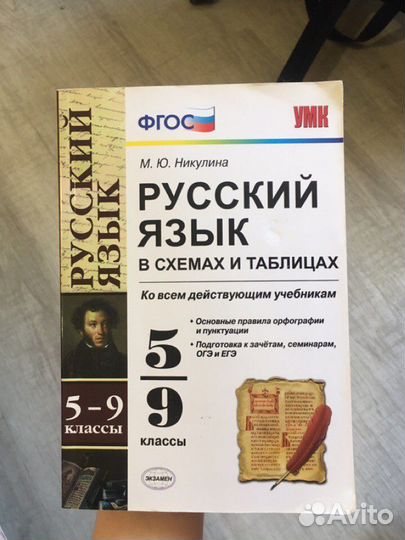 ФГОС
УМК
М. Ю. Никулина
РУССКИЙ
ЯЗЫК
В СХЕМАХ И ТАБЛИЦАХ
Ко всем действующим учебникам
• Основные правила орфографии
и пунктуации
• Подготовка к зачётам, семинарам,
ОГЭ и ЕГЭ
5
9
КЛАССЫ
ЭКЗАМЕН
РУССКИЙ
ЯЗЫК
5-9
КЛАССЫ
Avito